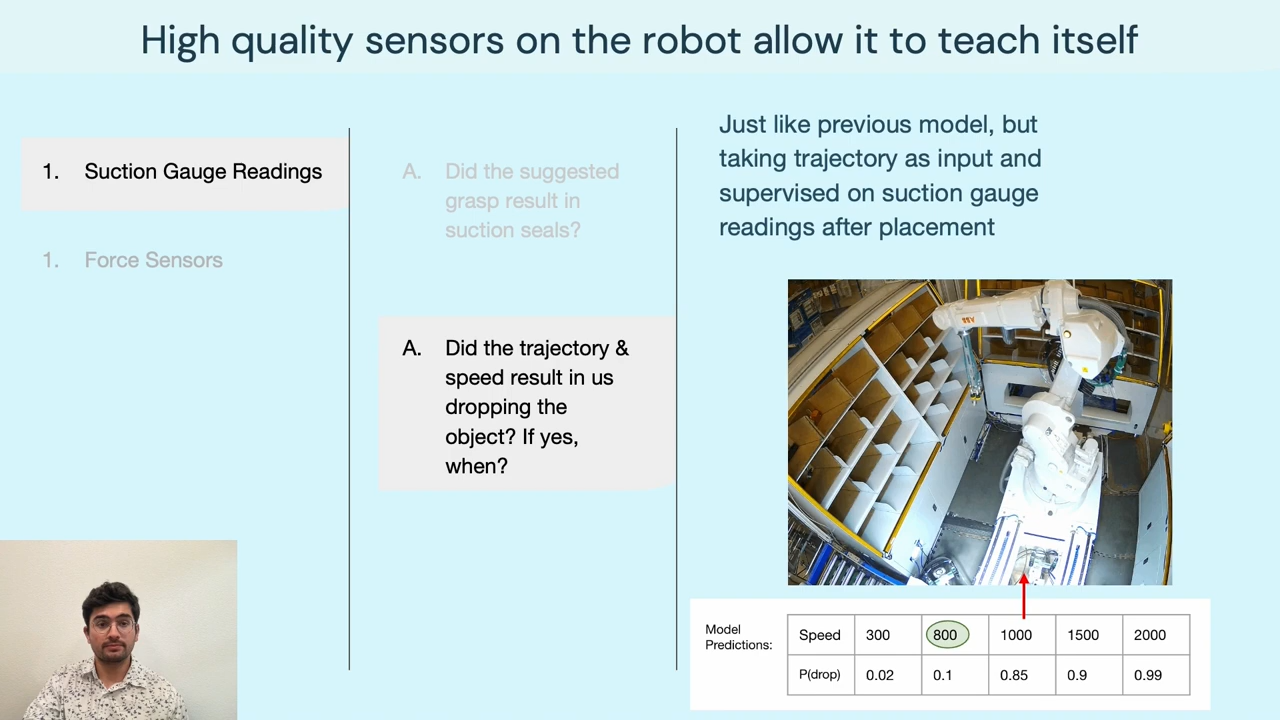 High quality sensors on the robot allow it to teach itself
1. Suction Gauge Readings
1. Force Sensors
A. Did the suggested
grasp result in
suction seals?
A. Did the trajectory &
speed result in us
dropping the
object? If yes,
when?
Just like previous model, but
taking trajectory as input and
supervised on suction gauge
readings after placement
Model
Predictions:
Speed 300 800 1000 1500 2000
P(drop) 0.02 0.1 0.85 0.9 0.99